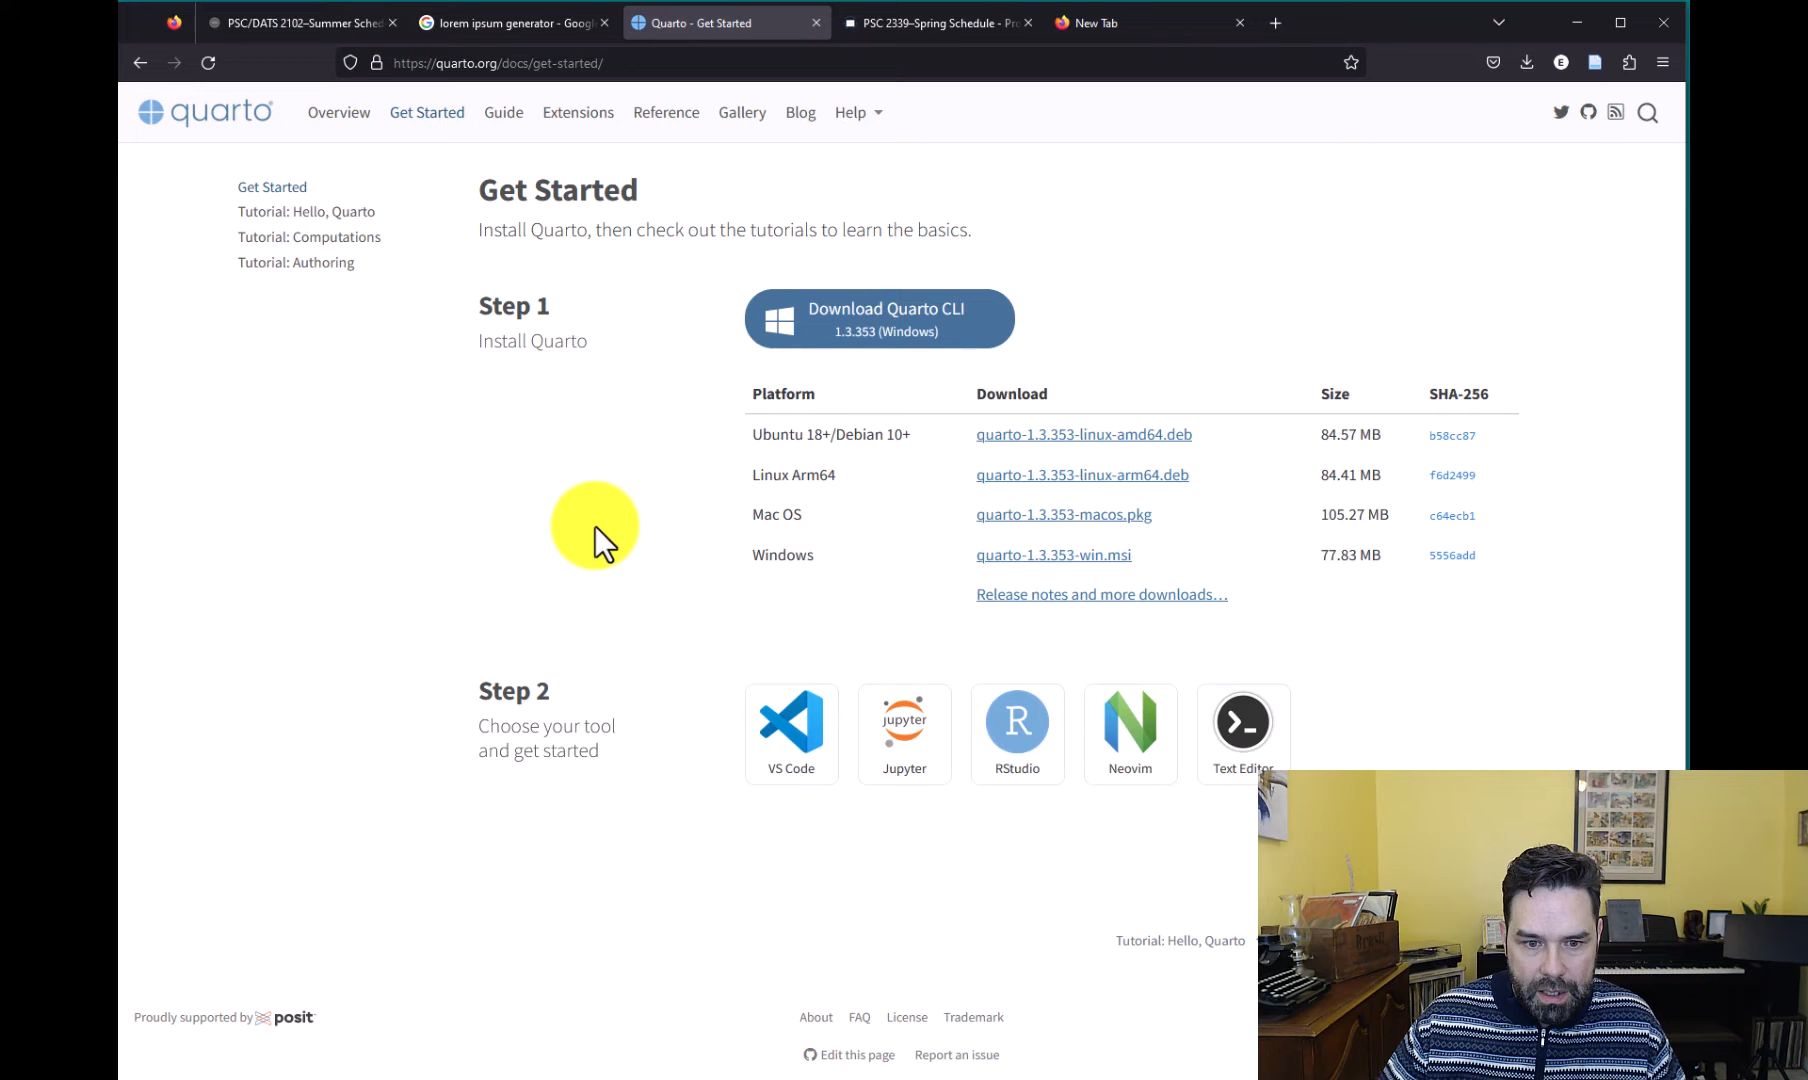 PSC/DATS 2102–Summer Sched
lorem ipsum generator - Googl
Quarto - Get Started
PSC 2339–Spring Schedule - Pro
New Tab
https://quarto.org/docs/get-started/
E
quarto
Overview
Get Started
Guide
Extensions
Reference
Gallery
Blog
Help
Get Started
Tutorial: Hello, Quarto
Tutorial: Computations
Tutorial: Authoring
Get Started
Install Quarto, then check out the tutorials to learn the basics.
Step 1
Install Quarto
Download Quarto CLI
1.3.353 (Windows)
Platform Download Size SHA-256
Ubuntu 18+/Debian 10+ quarto-1.3.353-linux-amd64.deb 84.57 MB b58cc87
Linux Arm64 quarto-1.3.353-linux-arm64.deb 84.41 MB f6d2499
Mac OS quarto-1.3.353-macos.pkg 105.27 MB c64ecb1
Windows quarto-1.3.353-win.msi 77.83 MB 5556add
Release notes and more downloads…
Step 2
Choose your tool
and get started
VS Code
jupyter
Jupyter
R
RStudio
Neovim
Text Editor
Tutorial: Hello, Quarto
Proudly supported by posit
About FAQ License Trademark
Edit this page Report an issue